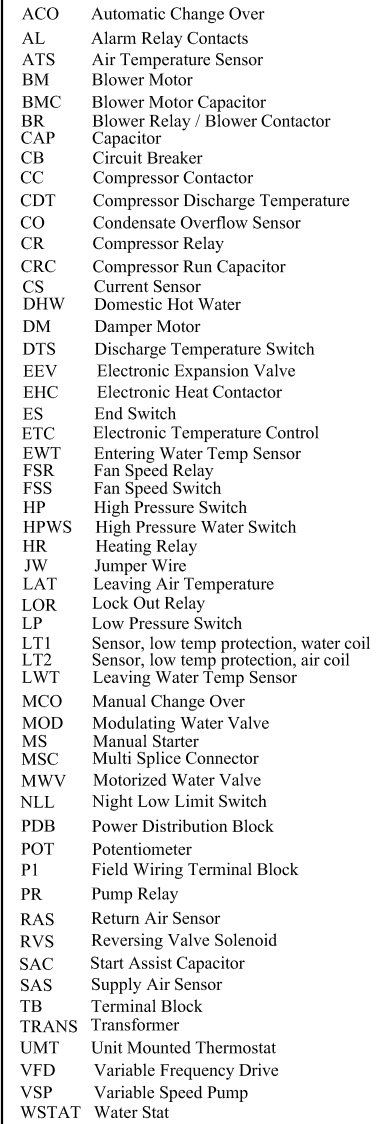 ACO Automatic Change Over
AL Alarm Relay Contacts
ATS Air Temperature Sensor
BM Blower Motor
BMC Blower Motor Capacitor
BR Blower Relay / Blower Contactor
CAP Capacitor
CB Circuit Breaker
CC Compressor Contactor
CDT Compressor Discharge Temperature
CO Condensate Overflow Sensor
CR Compressor Relay
CRC Compressor Run Capacitor
CS Current Sensor
DHW Domestic Hot Water
DM Damper Motor
DTS Discharge Temperature Switch
EEV Electronic Expansion Valve
EHC Electronic Heat Contactor
ES End Switch
ETC Electronic Temperature Control
EWT Entering Water Temp Sensor
FSR Fan Speed Relay
FSS Fan Speed Switch
HP High Pressure Switch
HPWS High Pressure Water Switch
HR Heating Relay
JW Jumper Wire
LAT Leaving Air Temperature
LOR Lock Out Relay
LP Low Pressure Switch
LT1 Sensor, low temp protection, water coil
LT2 Sensor, low temp protection, air coil
LWT Leaving Water Temp Sensor
MCO Manual Change Over
MOD Modulating Water Valve
MS Manual Starter
MSC Multi Splice Connector
MWV Motorized Water Valve
NLL Night Low Limit Switch
PDB Power Distribution Block
POT Potentiometer
P1 Field Wiring Terminal Block
PR Pump Relay
RAS Return Air Sensor
RVS Reversing Valve Solenoid
SAC Start Assist Capacitor
SAS Supply Air Sensor
TB Terminal Block
TRANS Transformer
UMT Unit Mounted Thermostat
VFD Variable Frequency Drive
VSP Variable Speed Pump
WSTAT Water Stat